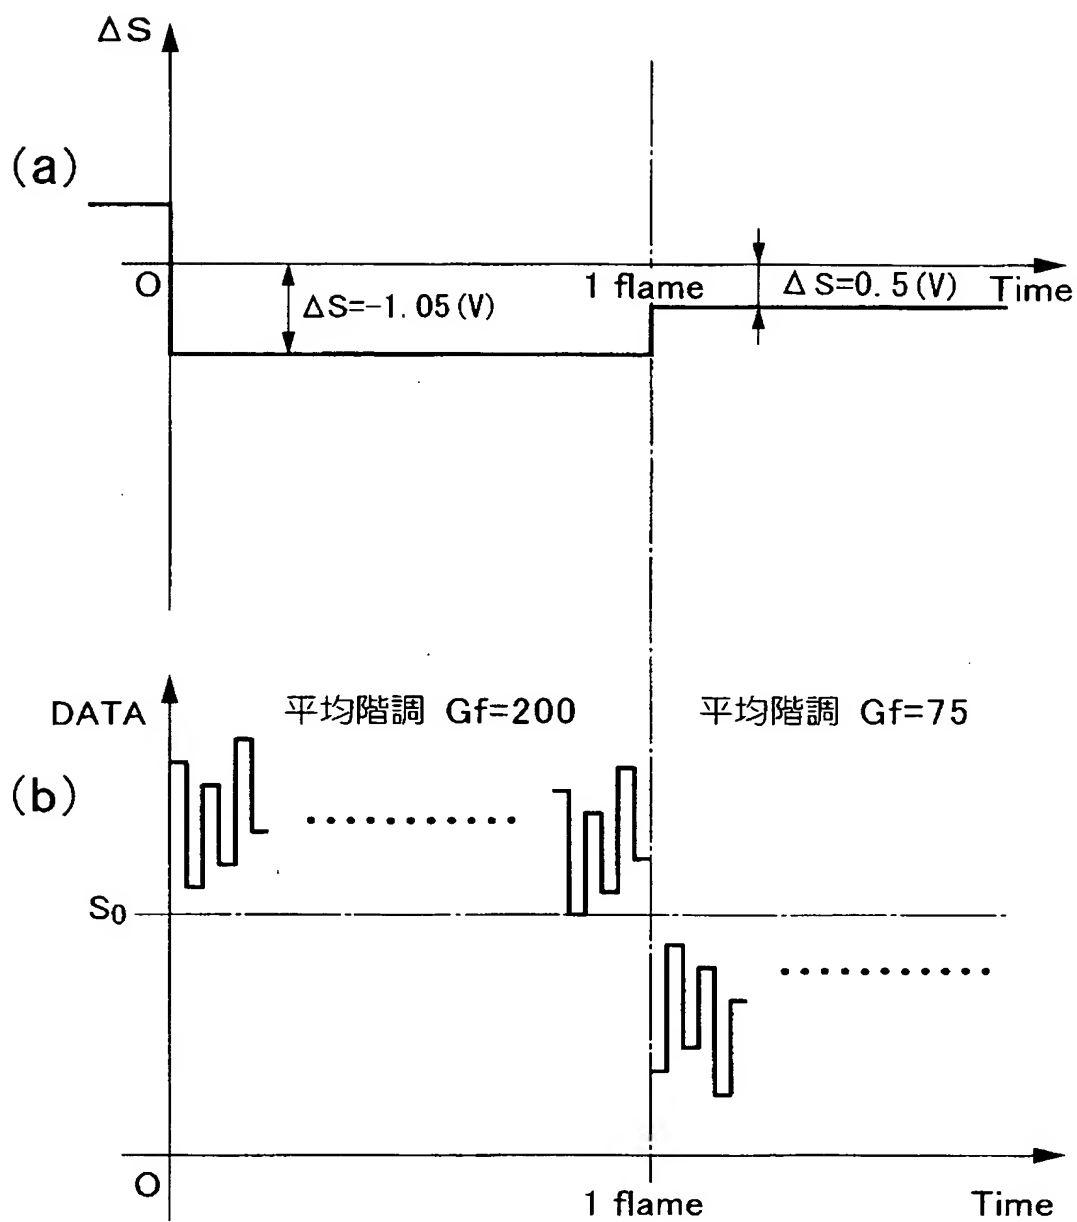 ΔS
(a)
O
1 flame
ΔS=0.5(V)
Time
ΔS=-1.05(V)
DATA
平均階調 Gf=200
平均階調 Gf=75
(b)
S0
O
1 flame
Time